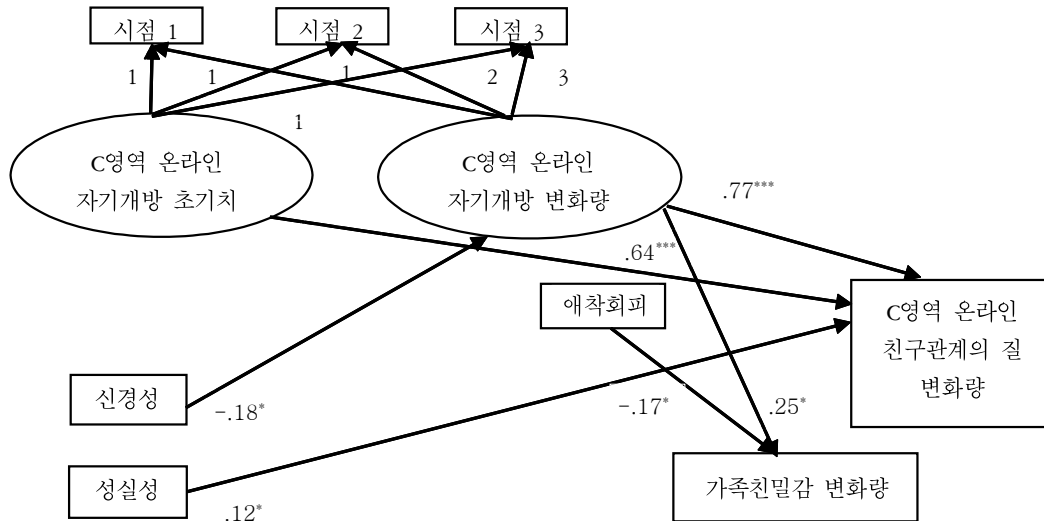 시점 1
시점 2
시점 3
1
1
1
2
3
1
C영역 온라인
자기개방 초기치
C영역 온라인
자기개방 변화량
.77***
.64***
애착회피
C영역 온라인
친구관계의 질
변화량
신경성
-.18*
-.17*
.25*
성실성
.12*
가족친밀감 변화량